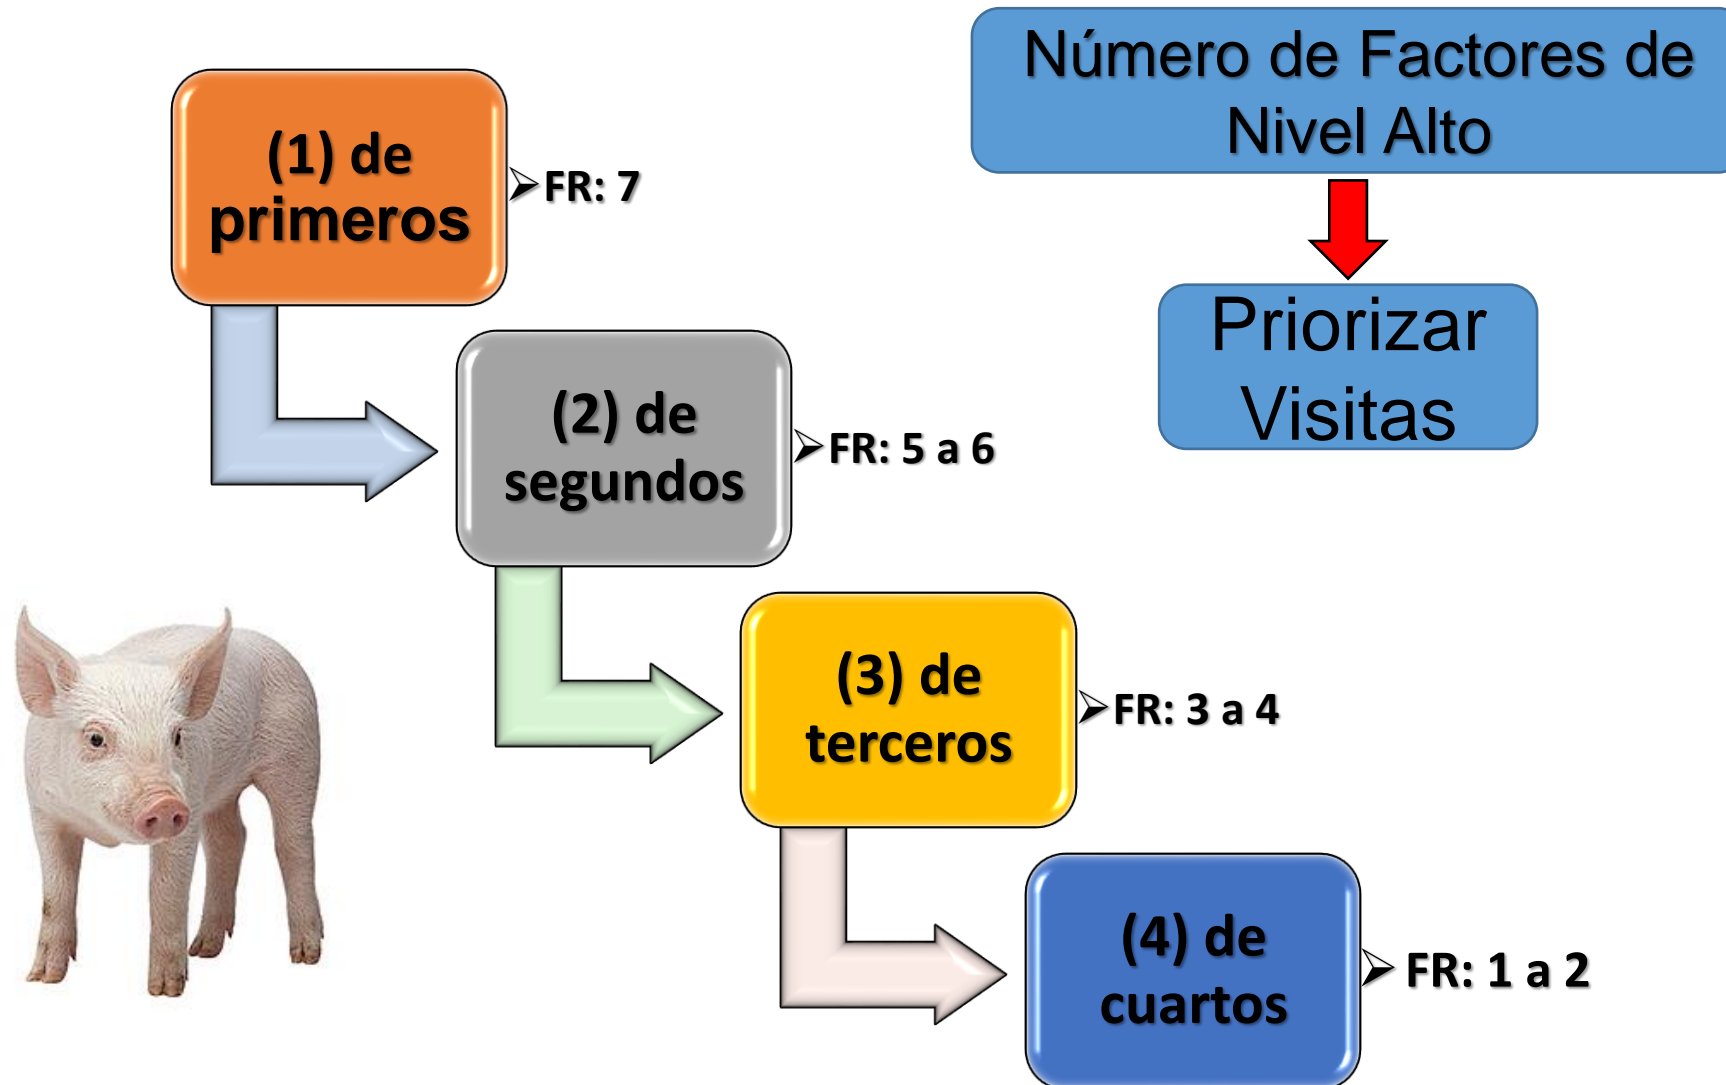 Número de Factores de
Nivel Alto
Priorizar
Visitas
(1) de
primeros
FR: 7
(2) de
segundos
FR: 5 a 6
(3) de
terceros
FR: 3 a 4
(4) de
cuartos
FR: 1 a 2